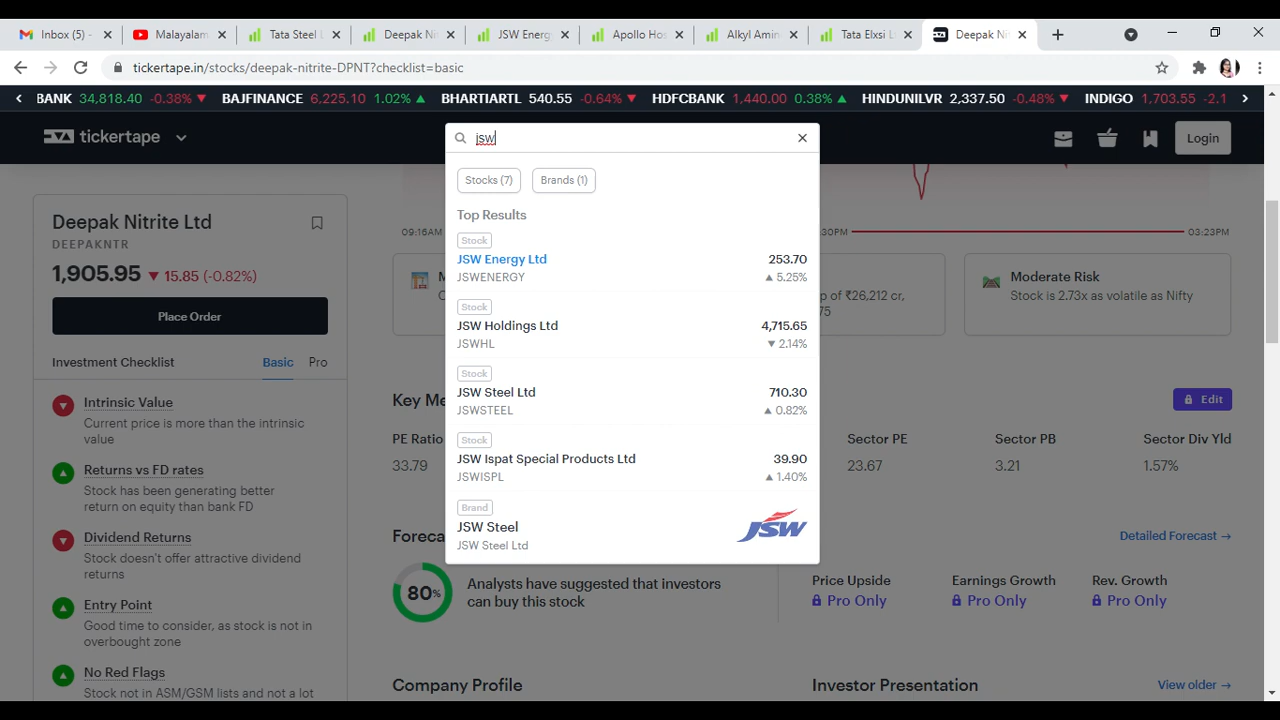 Inbox (5) -
Malayalam
Tata Steel L
Deepak Nit
JSW Energ
Apollo Hos
Alkyl Amin
Tata Elxsi L
Deepak Nit
tickertape.in/stocks/deepak-nitrite-DPNT?checklist=basic
BANK 34,818.40 -0.38% BAJFINANCE 6,225.10 1.02% BHARTIARTL 540.55 -0.64% HDFCBANK 1,440.00 0.38% HINDUNILVR 2,337.50 -0.48% INDIGO 1,703.55 -2.1
tickertape
Login
jsw
Stocks (7) Brands (1)
Top Results
Stock
JSW Energy Ltd 253.70
JSWENERGY 5.25%
Stock
JSW Holdings Ltd 4,715.65
JSWHL 2.14%
Stock
JSW Steel Ltd 710.30
JSWSTEEL 0.82%
Stock
JSW Ispat Special Products Ltd 39.90
JSWISPL 1.40%
Brand
JSW Steel
JSW Steel Ltd
JSW
Deepak Nitrite Ltd
DEEPAKNTR
1,905.95 15.85 (-0.82%)
Place Order
Investment Checklist Basic Pro
Intrinsic Value
Current price is more than the intrinsic
value
Returns vs FD rates
Stock has been generating better
return on equity than bank FD
Dividend Returns
Stock doesn't offer attractive dividend
returns
Entry Point
Good time to consider, as stock is not in
overbought zone
No Red Flags
Stock not in ASM/GSM lists and not a lot
09:16AM
.30PM
03:23PM
M
C
p of ₹26,212 cr,
75
Moderate Risk
Stock is 2.73x as volatile as Nifty
Key Me
Edit
PE Ratio
33.79
Sector PE
23.67
Sector PB
3.21
Sector Div Yld
1.57%
Foreca
Detailed Forecast →
80%
Analysts have suggested that investors
can buy this stock
Price Upside
Pro Only
Earnings Growth
Pro Only
Rev. Growth
Pro Only
Company Profile
Investor Presentation
View older →